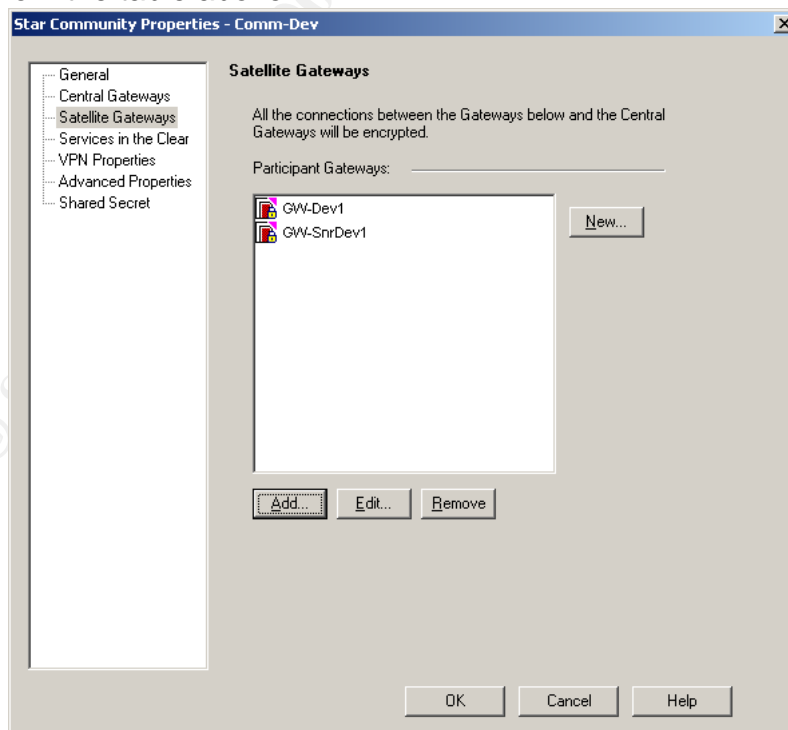 Star Community Properties - Comm-Dev
General
Central Gateways
Satellite Gateways
Services in the Clear
VPN Properties
Advanced Properties
Shared Secret
Satellite Gateways
All the connections between the Gateways below and the Central
Gateways will be encrypted.
Participant Gateways:
GW-Dev1
GW-SnrDev1
New...
Add...
Edit...
Remove
OK
Cancel
Help